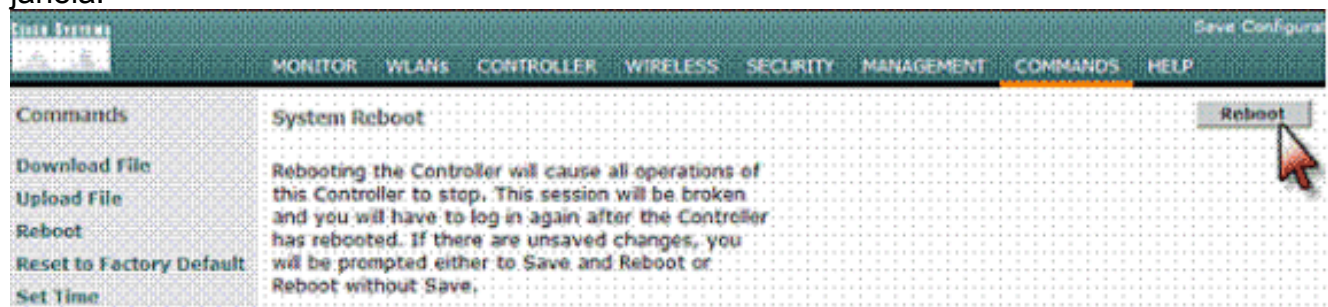 janela.
CISCO SYSTEMS
Save Configura
MONITOR WLANs CONTROLLER WIRELESS SECURITY MANAGEMENT COMMANDS HELP
Commands
Download File
Upload File
Reboot
Reset to Factory Default
Set Time
System Reboot
Reboot
Rebooting the Controller will cause all operations of
this Controller to stop. This session will be broken
and you will have to log in again after the Controller
has rebooted. If there are unsaved changes, you
will be prompted either to Save and Reboot or
Reboot without Save.